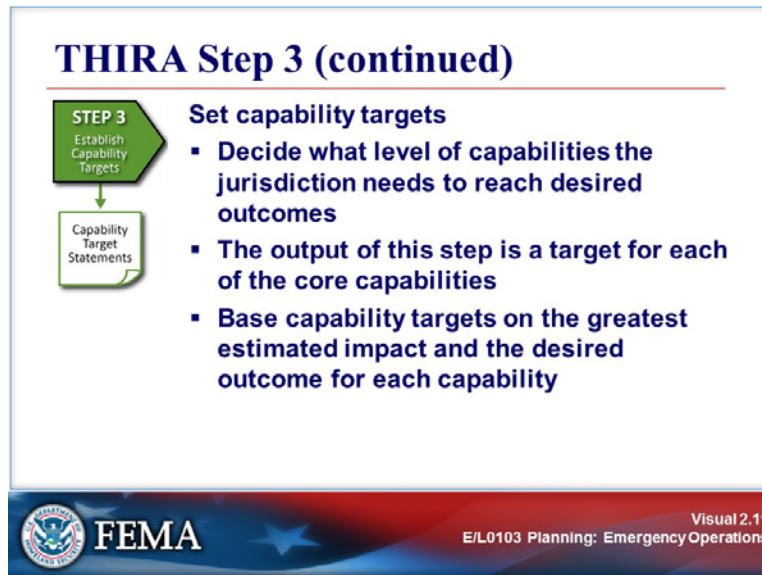 THIRA Step 3 (continued)
STEP 3
Establish
Capability
Targets
Capability
Target
Statements
Set capability targets
▪ Decide what level of capabilities the
jurisdiction needs to reach desired
outcomes
▪ The output of this step is a target for each
of the core capabilities
▪ Base capability targets on the greatest
estimated impact and the desired
outcome for each capability
FEMA
Visual 2.1
E/L0103 Planning: Emergency Operations